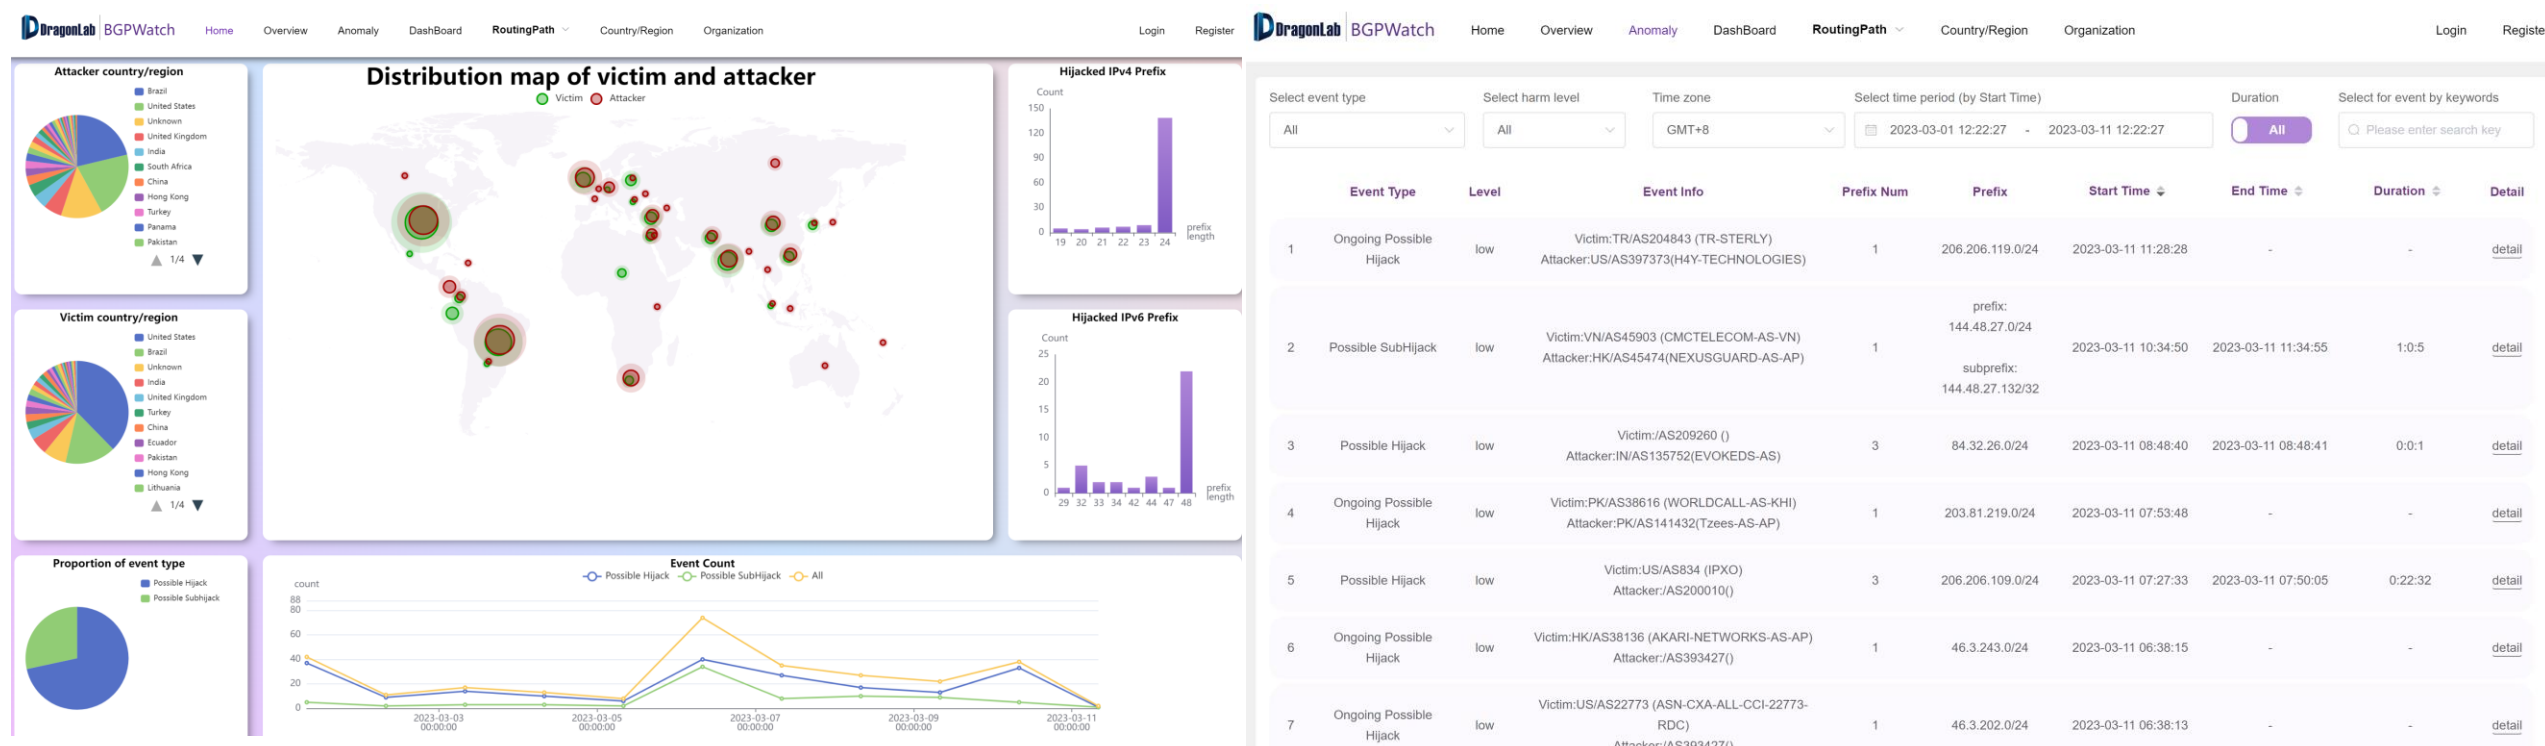 DragonLab BGPWatch Home Overview Anomaly DashBoard RoutingPath Country/Region Organization Login Register
Attacker country/region
Brazil
United States
Unknown
United Kingdom
India
South Africa
China
Hong Kong
Turkey
Panama
Pakistan
1/4
Victim country/region
United States
Brazil
Unknown
India
United Kingdom
Turkey
China
Ecuador
Pakistan
Hong Kong
Lithuania
1/4
Proportion of event type
Possible Hijack
Possible Subhijack
Distribution map of victim and attacker
Victim Attacker
Hijacked IPv4 Prefix
Count
150
120
90
60
30
0
19 20 21 22 23 24
prefix
length
Hijacked IPv6 Prefix
Count
25
20
15
10
5
0
29 32 33 34 42 44 47 48
prefix
length
Event Count
Possible Hijack Possible SubHijack All
count
88
80
60
40
20
0
2023-03-03 2023-03-05 2023-03-07 2023-03-09 2023-03-11
00:00:00 00:00:00 00:00:00 00:00:00 00:00:00
DragonLab BGPWatch Home Overview Anomaly DashBoard RoutingPath Country/Region Organization Login Registe
Select event type Select harm level Time zone Select time period (by Start Time) Duration Select for event by keywords
All All GMT+8 2023-03-01 12:22:27 - 2023-03-11 12:22:27 All Please enter search key
Event Type Level Event Info Prefix Num Prefix Start Time End Time Duration Detail
1 Ongoing Possible Hijack low Victim:TR/AS204843 (TR-STERLY) Attacker:US/AS397373(H4Y-TECHNOLOGIES) 1 206.206.119.0/24 2023-03-11 11:28:28 - - detail
2 Possible SubHijack low Victim:VN/AS45903 (CMCTELECOM-AS-VN) Attacker:HK/AS45474(NEXUSGUARD-AS-AP) 1 prefix: 144.48.27.0/24 subprefix: 144.48.27.132/32 2023-03-11 10:34:50 2023-03-11 11:34:55 1:0:5 detail
3 Possible Hijack low Victim:/AS209260 () Attacker:IN/AS135752(EVOKEDS-AS) 3 84.32.26.0/24 2023-03-11 08:48:40 2023-03-11 08:48:41 0:0:1 detail
4 Ongoing Possible Hijack low Victim:PK/AS38616 (WORLDCALL-AS-KHI) Attacker:PK/AS141432(Tzees-AS-AP) 1 203.81.219.0/24 2023-03-11 07:53:48 - - detail
5 Possible Hijack low Victim:US/AS834 (IPXO) Attacker:/AS200010() 3 206.206.109.0/24 2023-03-11 07:27:33 2023-03-11 07:50:05 0:22:32 detail
6 Ongoing Possible Hijack low Victim:HK/AS38136 (AKARI-NETWORKS-AS-AP) Attacker:/AS393427() 1 46.3.243.0/24 2023-03-11 06:38:15 - - detail
7 Ongoing Possible Hijack low Victim:US/AS22773 (ASN-CXA-ALL-CCI-22773-RDC) Attacker:/AS393427() 1 46.3.202.0/24 2023-03-11 06:38:13 - - detail